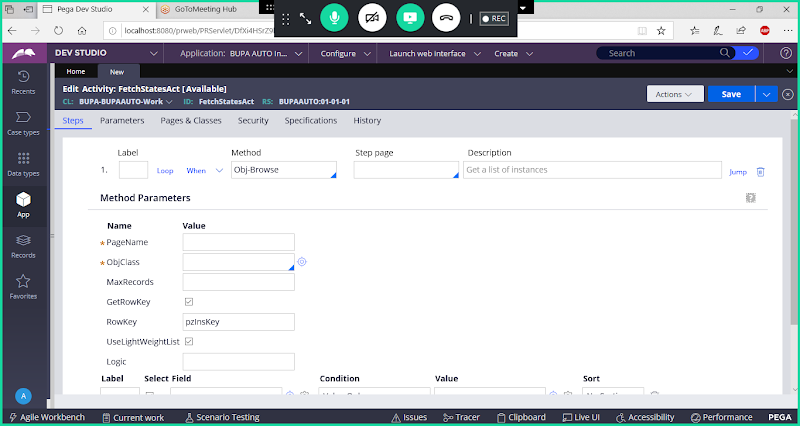 Pega Dev Studio
GoToMeeting Hub
localhost:8080/prweb/PRServlet/DfXi4HSrZ9
REC
ABP
DEV STUDIO
Application: BUPA AUTO In...
Configure
Launch web interface
Create
Search
Recents
Case types
Data types
App
Records
Favorites
A
Home
New
Edit Activity: FetchStatesAct [Available]
CL: BUPA-BUPAAUTO-Work
ID: FetchStatesAct
RS: BUPAAUTO:01-01-01
Actions
Save
Steps
Parameters
Pages & Classes
Security
Specifications
History
Label
Method
Step page
Description
1.
Loop
When
Obj-Browse
Get a list of instances
Jump
Method Parameters
?
Name
Value
*PageName
*ObjClass
MaxRecords
GetRowKey
RowKey
pzInsKey
UseLightWeightList
Logic
Label
Select
Field
Condition
Value
Sort
Agile Workbench
Current work
Scenario Testing
Issues
Tracer
Clipboard
Live UI
Accessibility
Performance
PEGA